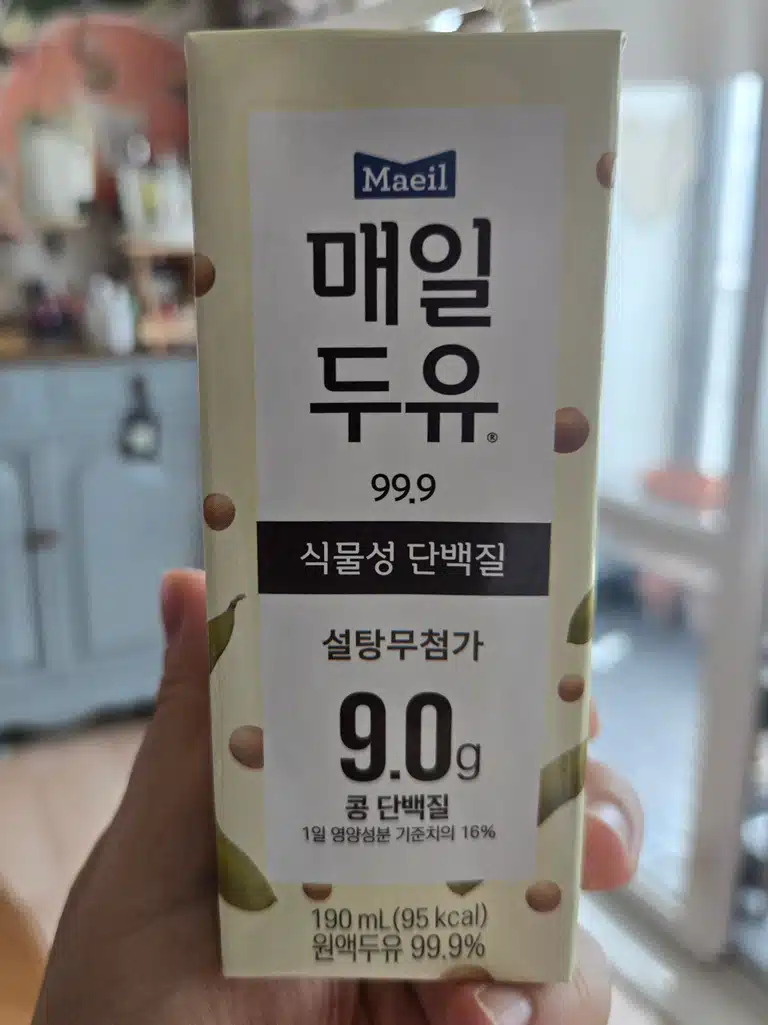 Maeil
매일
두유®
99.9
식물성 단백질
설탕무첨가
9.0g
콩 단백질
1일 영양성분 기준치의 16%
190 mL(95 kcal)
원액두유 99.9%